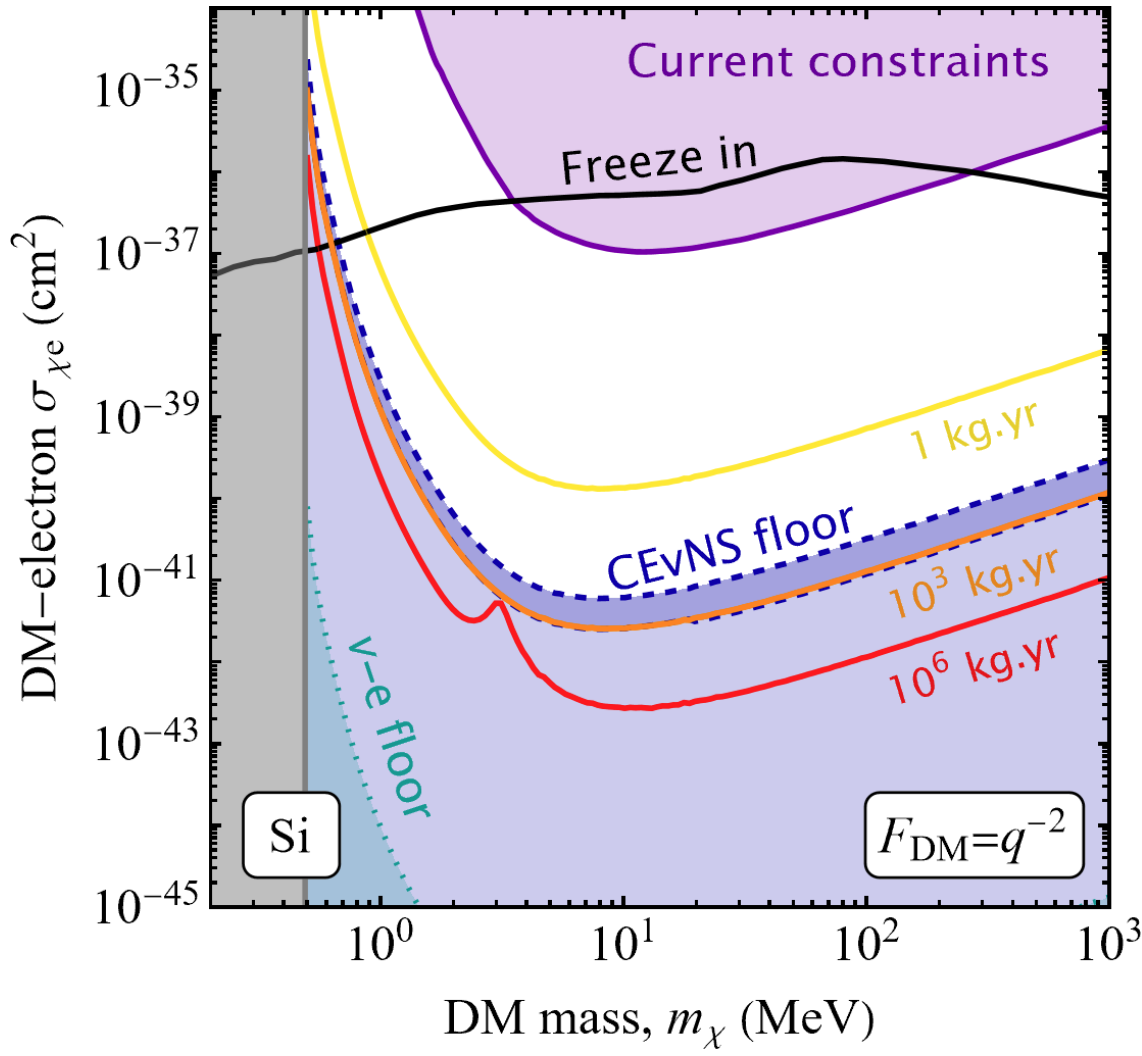 Current constraints
Freeze in
1 kg.yr
CEvNS floor
10³ kg.yr
10⁶ kg.yr
ν−e floor
Si
F_DM=q⁻²
DM−electron σ_χe (cm²)
10⁻³⁵
10⁻³⁷
10⁻³⁹
10⁻⁴¹
10⁻⁴³
10⁻⁴⁵
10⁰ 10¹ 10² 10³
DM mass, m_χ (MeV)